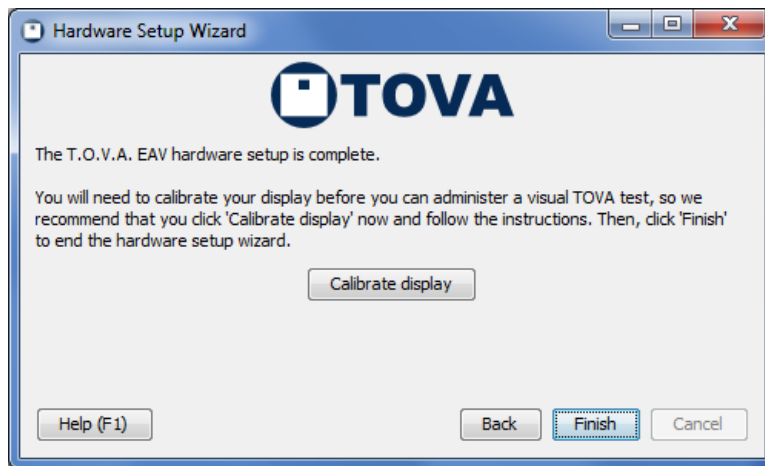 Hardware Setup Wizard
TOVA
The T.O.V.A. EAV hardware setup is complete.
You will need to calibrate your display before you can administer a visual TOVA test, so we
recommend that you click 'Calibrate display' now and follow the instructions. Then, click 'Finish'
to end the hardware setup wizard.
Calibrate display
Help (F1)
Back
Finish
Cancel